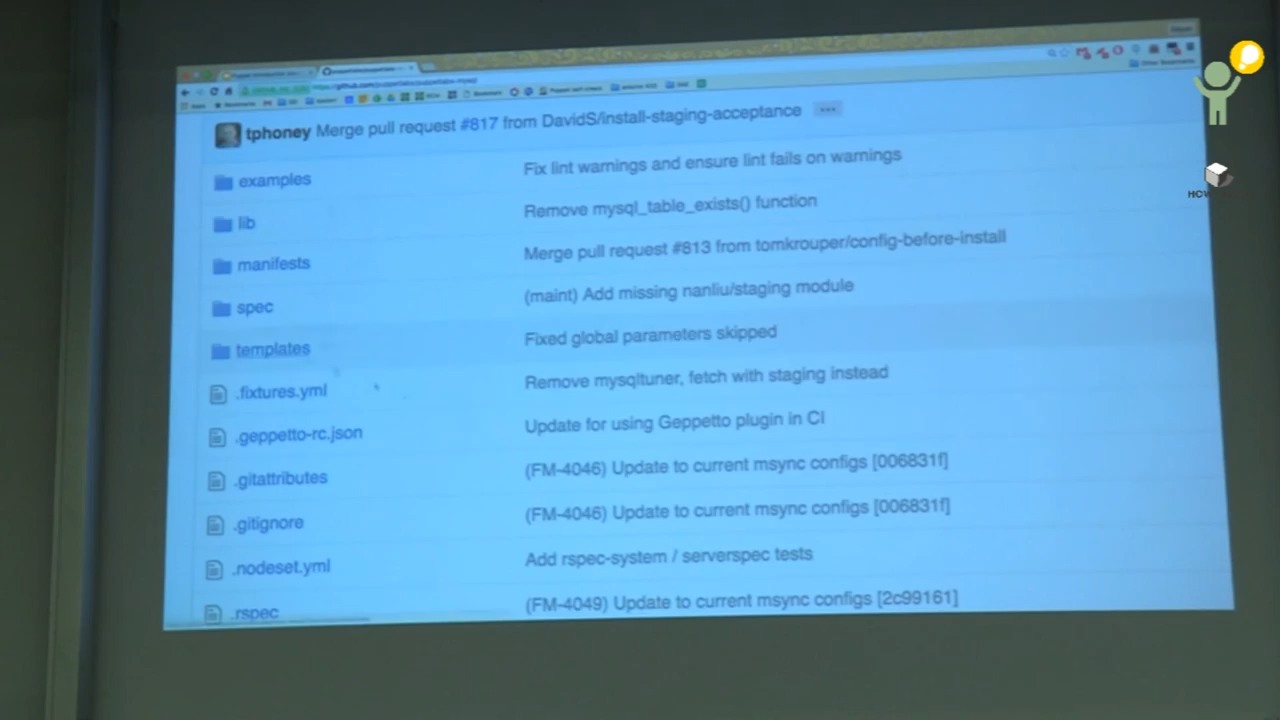 tphoney Merge pull request #817 from DavidS/install-staging-acceptance ...
examples Fix lint warnings and ensure lint fails on warnings
lib Remove mysql_table_exists() function
manifests Merge pull request #813 from tomkrouper/config-before-install
spec (maint) Add missing nanliu/staging module
templates Fixed global parameters skipped
.fixtures.yml Remove mysqltuner, fetch with staging instead
.geppetto-rc.json Update for using Geppetto plugin in CI
.gitattributes (FM-4046) Update to current msync configs [006831f]
.gitignore (FM-4046) Update to current msync configs [006831f]
.nodeset.yml Add rspec-system / serverspec tests
.rspec (FM-4049) Update to current msync configs [2c99161]